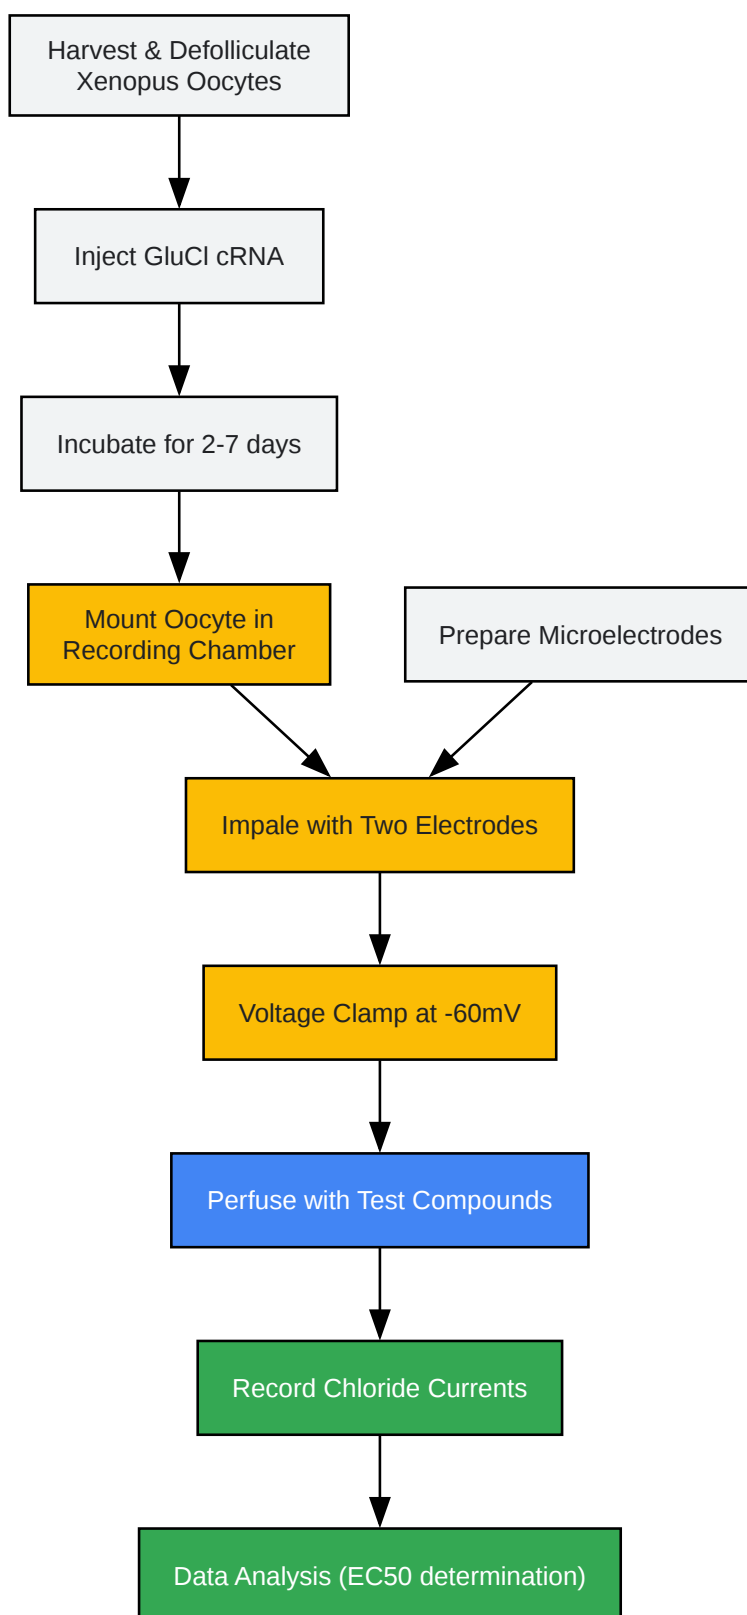 Harvest & Defolliculate
Xenopus Oocytes
Inject GluCl cRNA
Incubate for 2-7 days
Mount Oocyte in
Recording Chamber
Prepare Microelectrodes
Impale with Two Electrodes
Voltage Clamp at -60mV
Perfuse with Test Compounds
Record Chloride Currents
Data Analysis (EC50 determination)